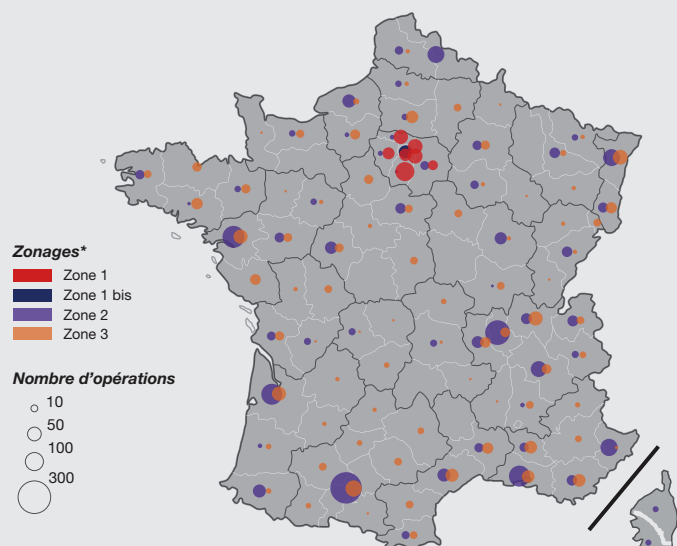 Zonages*
Zone 1
Zone 1 bis
Zone 2
Zone 3
Nombre d'opérations
10
50
100
300